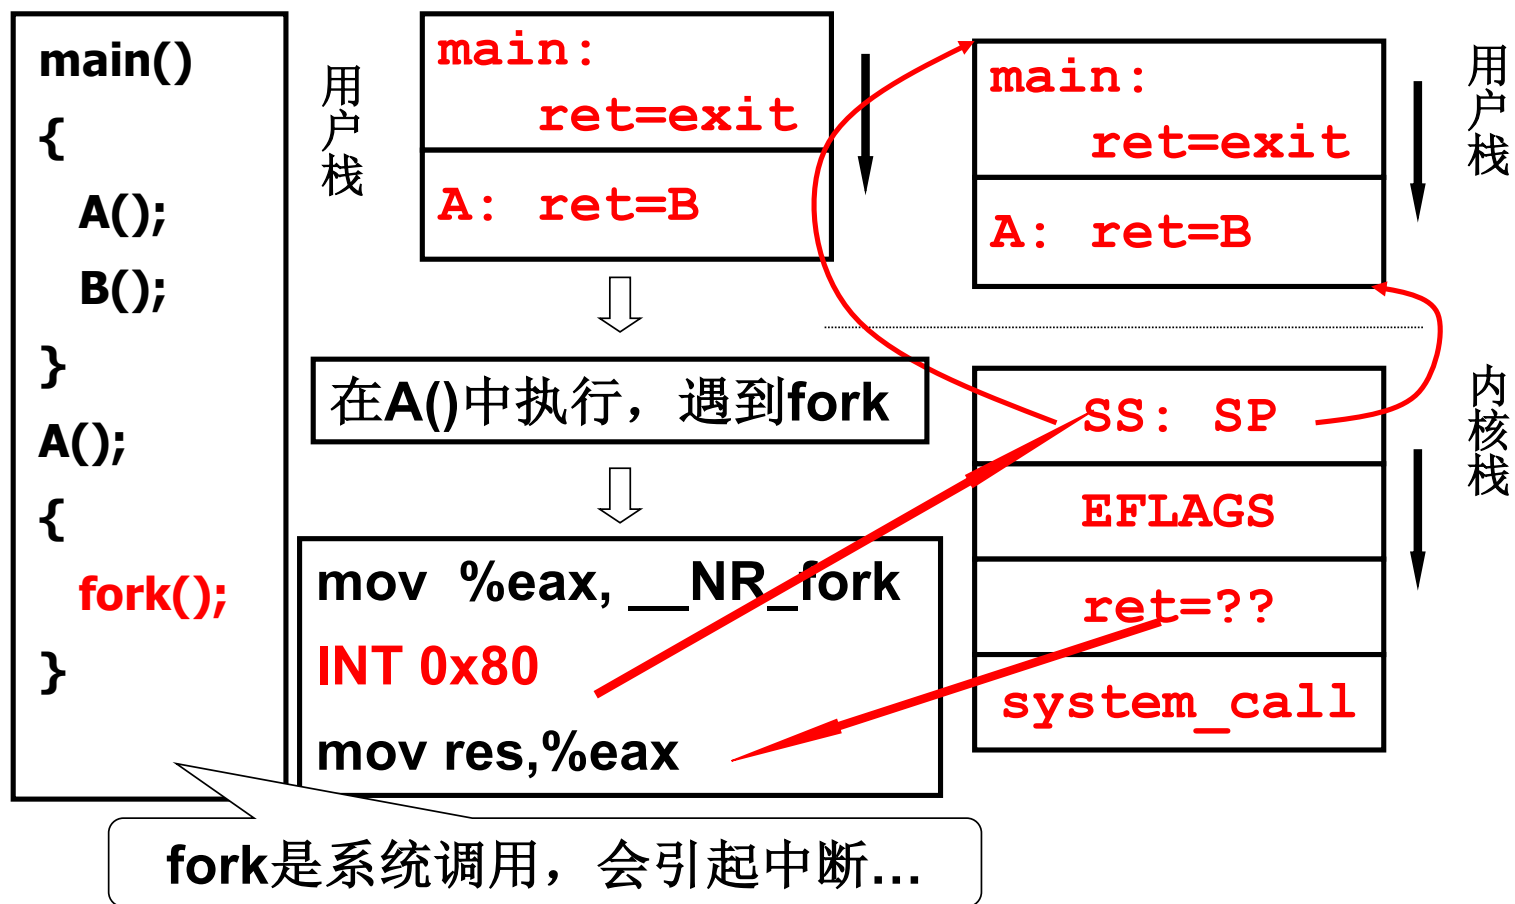 main()
{
A();
B();
}
A();
{
fork();
}
用户栈
main:
ret=exit
A: ret=B
在A()中执行，遇到fork
mov %eax, __NR_fork
INT 0x80
mov res,%eax
main:
ret=exit
A: ret=B
用户栈
SS: SP
EFLAGS
ret=??
system_call
内核栈
fork是系统调用，会引起中断...